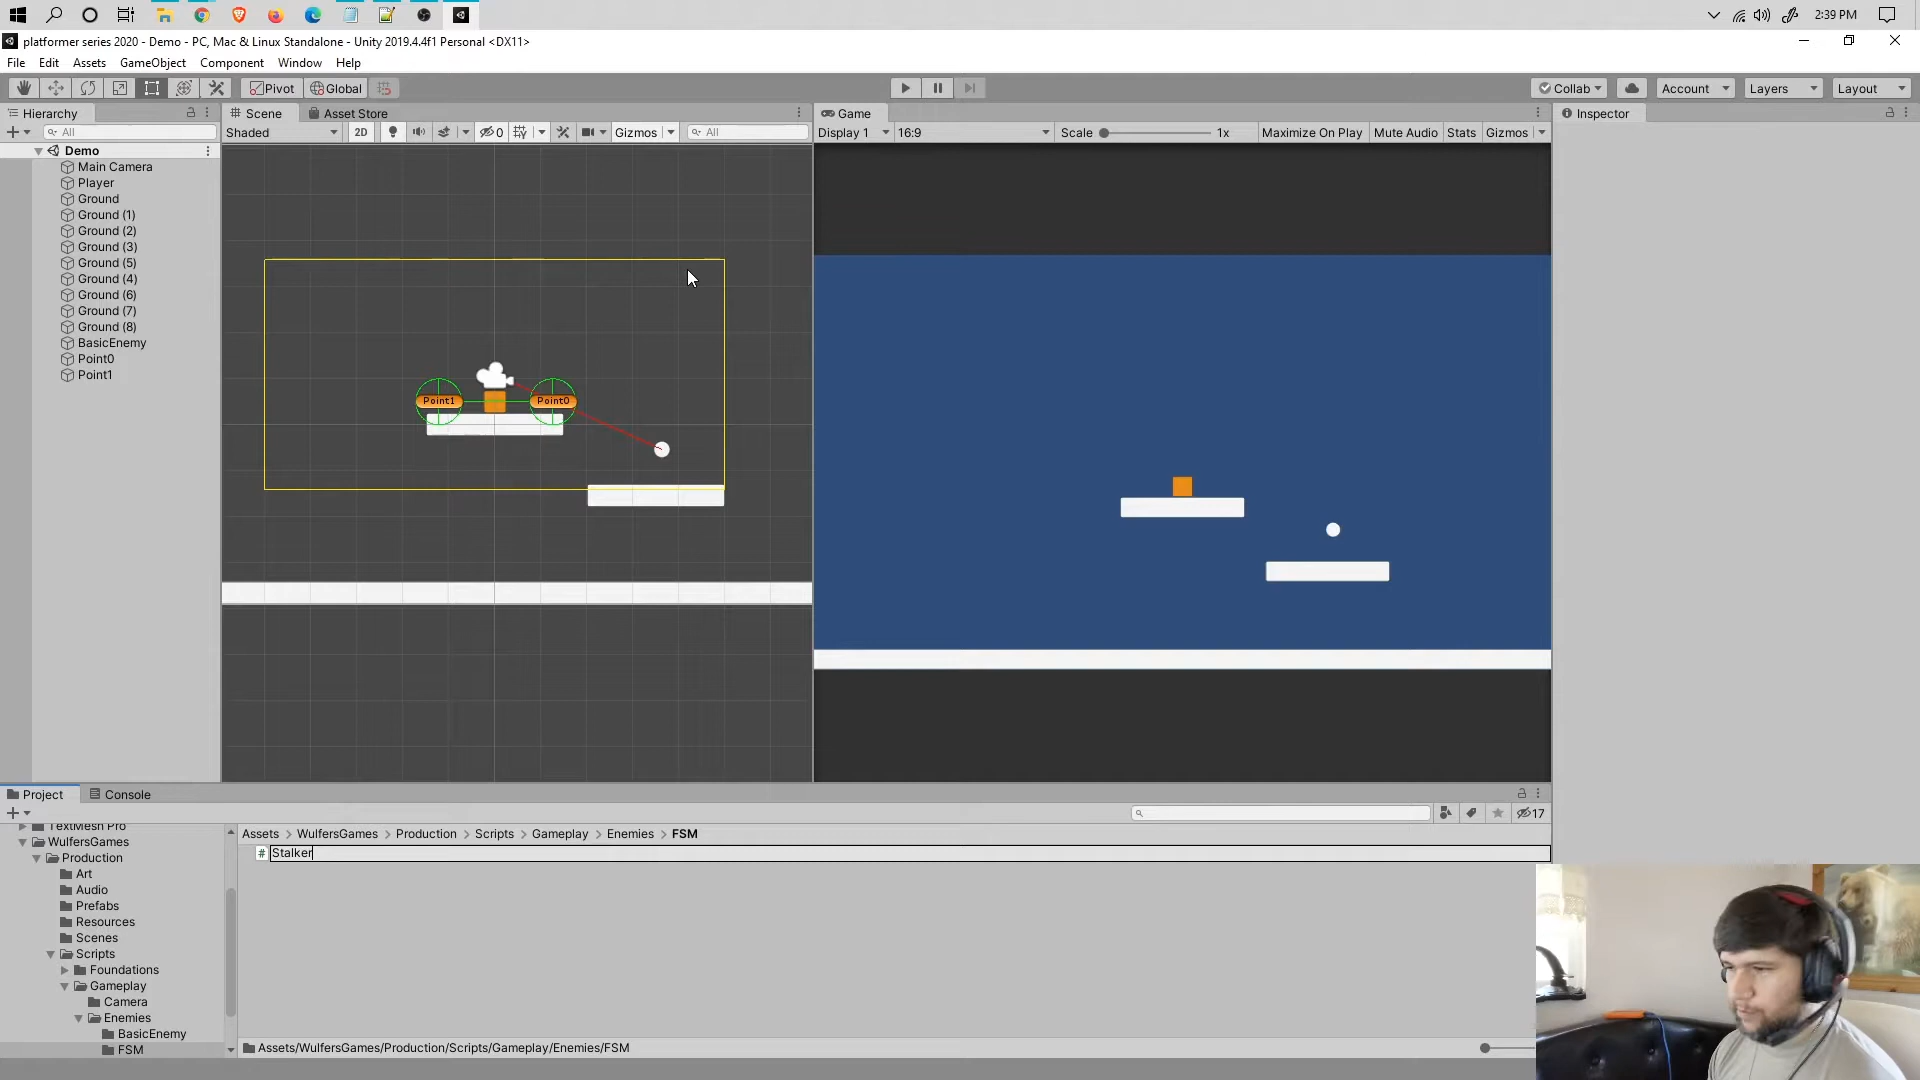 2:39 PM
platformer series 2020 - Demo - PC, Mac & Linux Standalone - Unity 2019.4.4f1 Personal <DX11>
File Edit Assets GameObject Component Window Help
Pivot Global Collab Account Layers Layout
Hierarchy Scene Asset Store Game Inspector
All Shaded 2D 0 Gizmos All Display 1 16:9 Scale 1x Maximize On Play Mute Audio Stats Gizmos
Demo
Main Camera
Player
Ground
Ground (1)
Ground (2)
Ground (3)
Ground (5)
Ground (4)
Ground (6)
Ground (7)
Ground (8)
BasicEnemy
Point0
Point1
Point1 Point0
Project Console
17
TextMesh Pro
WulfersGames
Production
Art
Audio
Prefabs
Resources
Scenes
Scripts
Foundations
Gameplay
Camera
Enemies
BasicEnemy
FSM
Assets > WulfersGames > Production > Scripts > Gameplay > Enemies > FSM
# Stalker
Assets/WulfersGames/Production/Scripts/Gameplay/Enemies/FSM